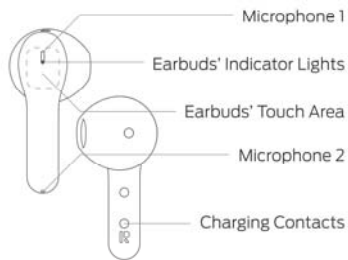 Microphone 1
Earbuds' Indicator Lights
Earbuds' Touch Area
Microphone 2
Charging Contacts
R